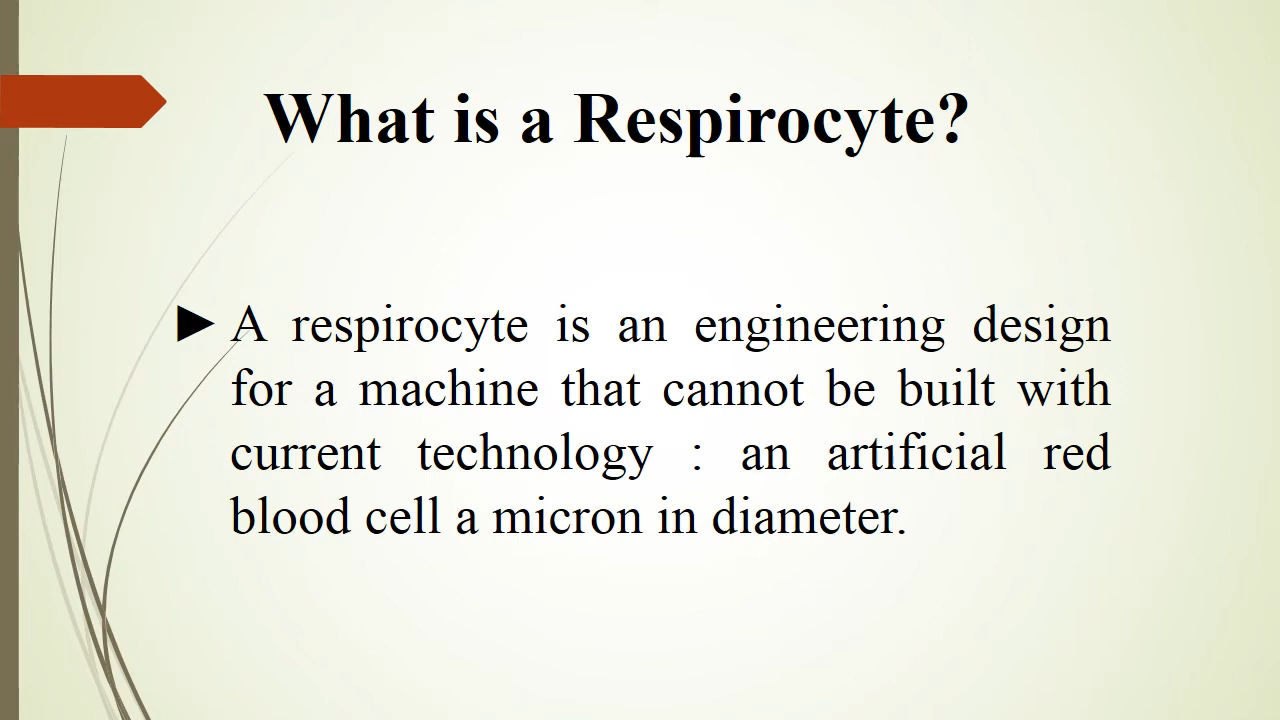 What is a Respirocyte?
► A respirocyte is an engineering design
for a machine that cannot be built with
current technology : an artificial red
blood cell a micron in diameter.